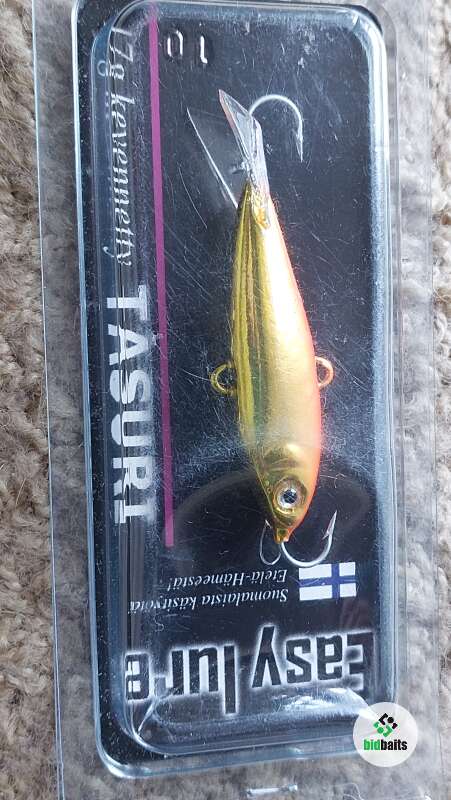 Easy lure
Suomalaista käsityötä
Etelä-Hämeestä!
TASURI
17g kevennetty
10
bidbaits